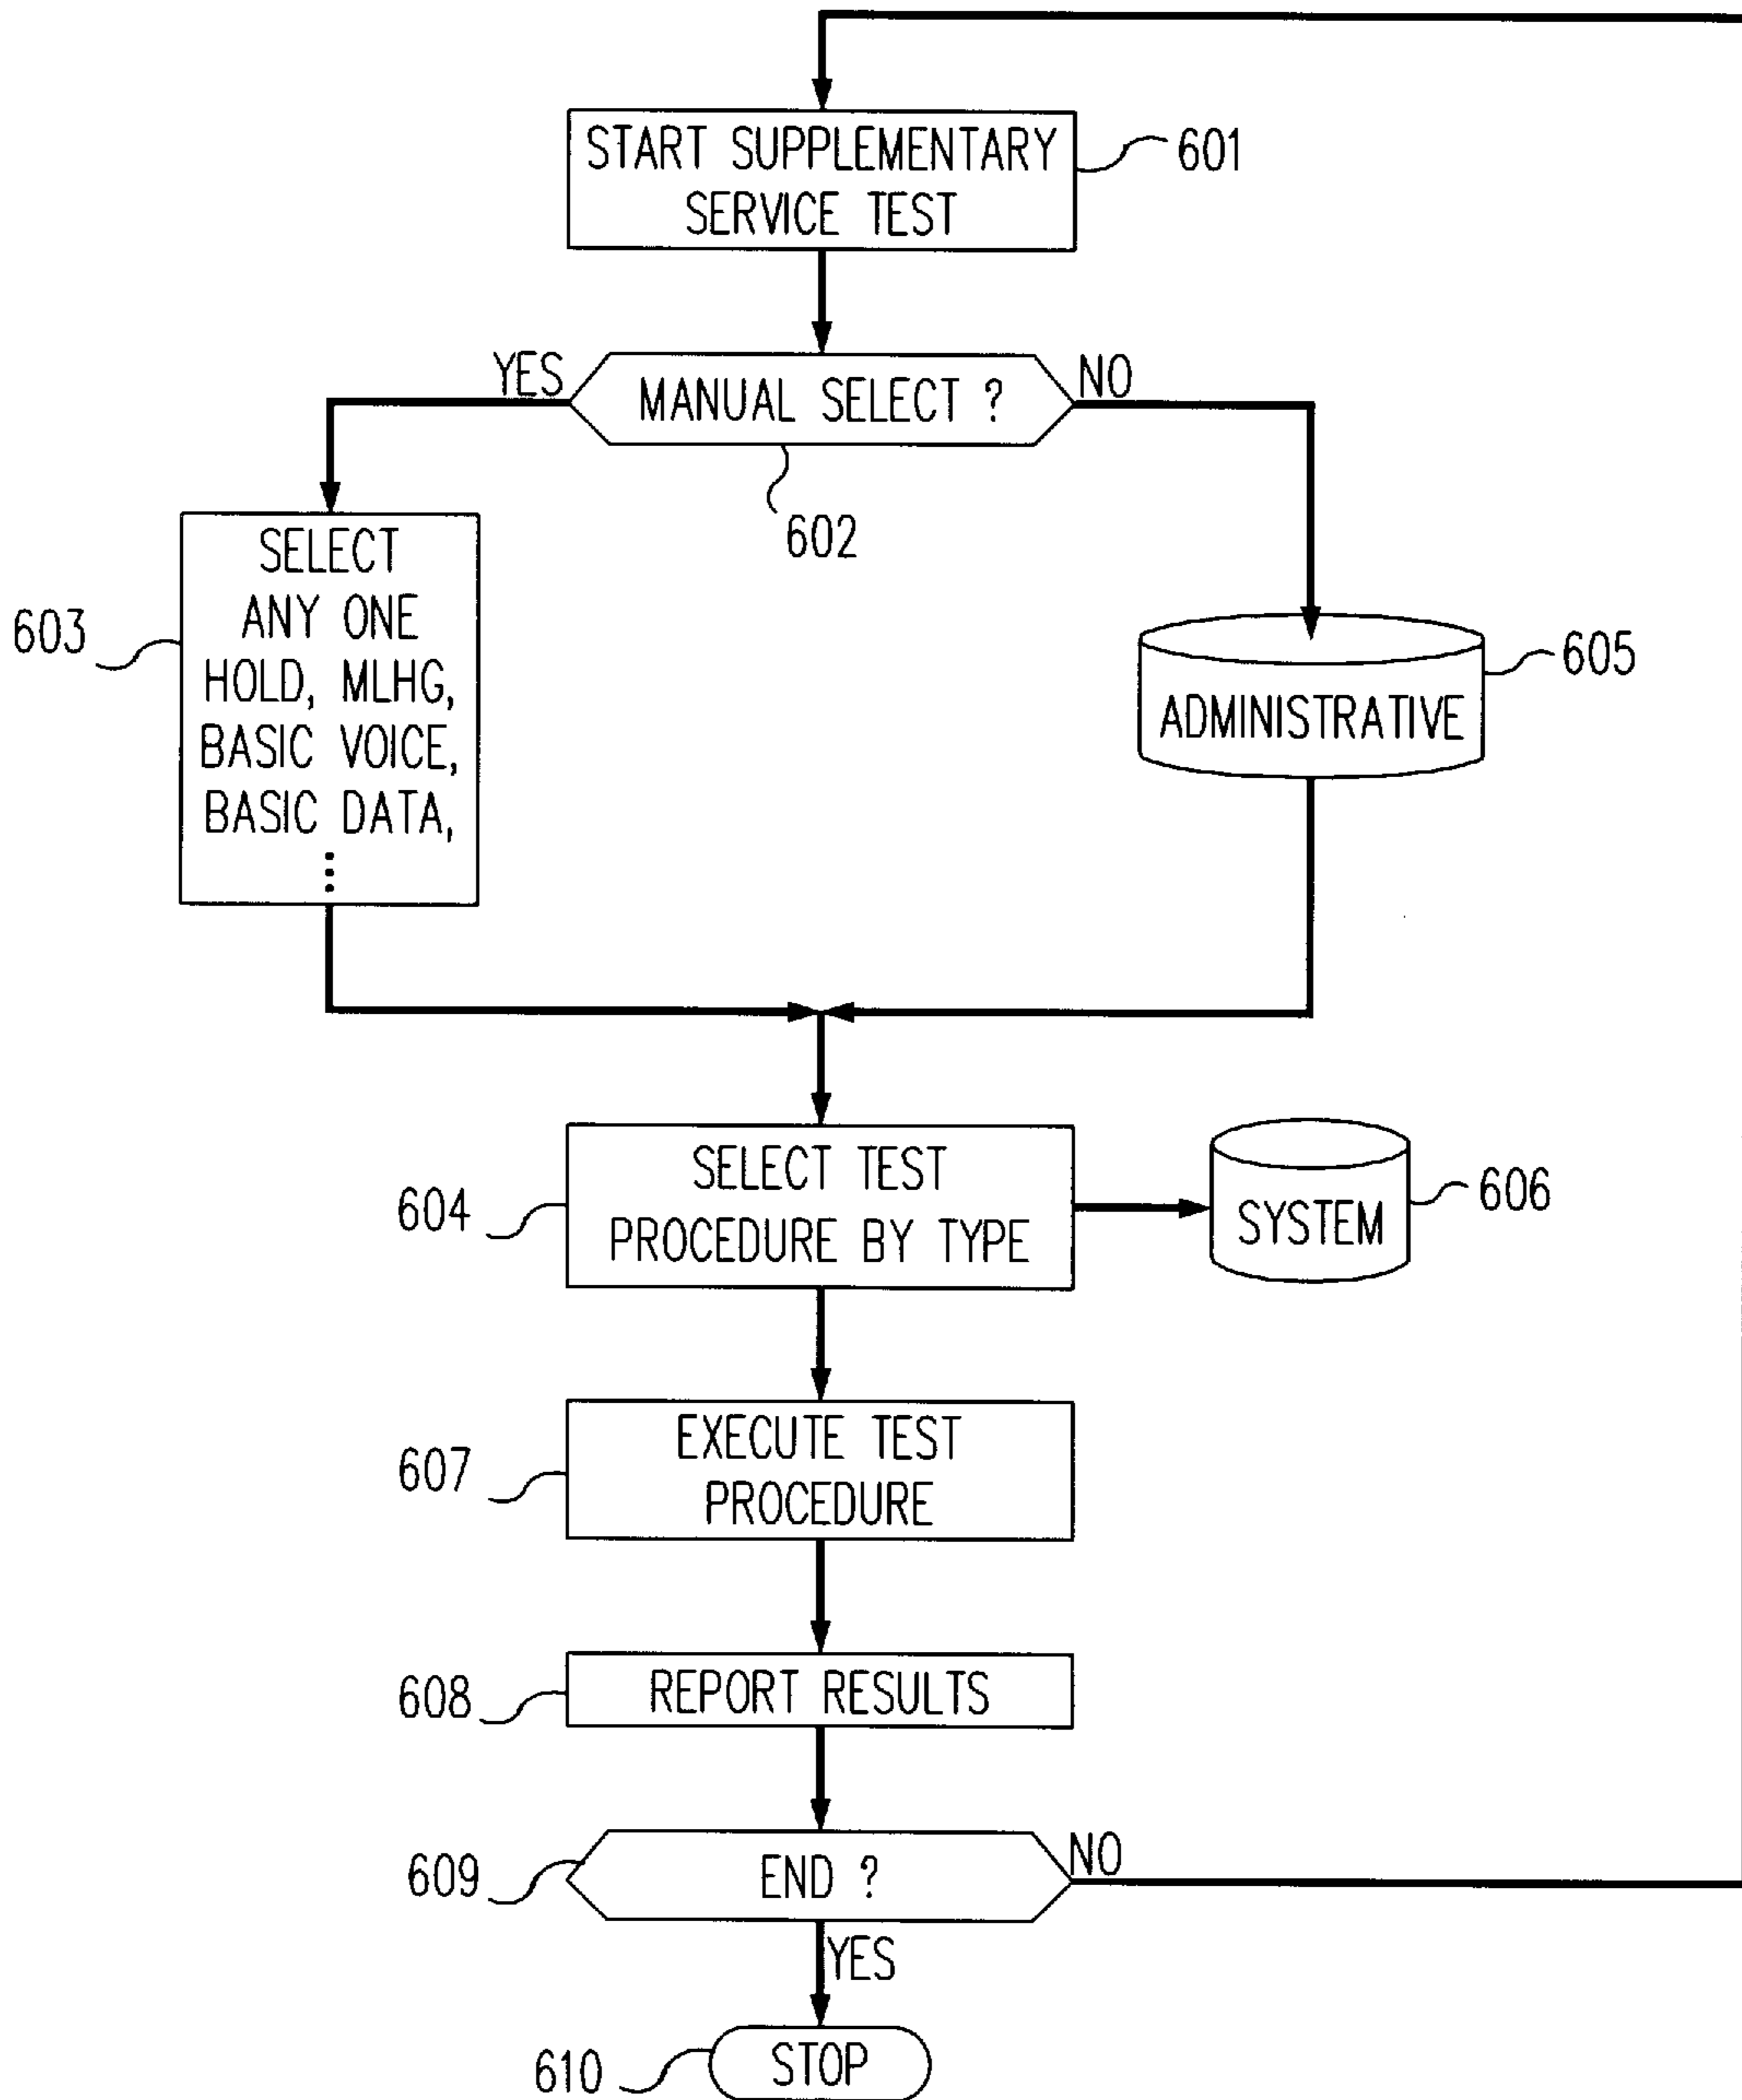 START SUPPLEMENTARY
SERVICE TEST
601
YES
MANUAL SELECT ?
NO
602
603
SELECT
ANY ONE
HOLD, MLHG,
BASIC VOICE,
BASIC DATA,
⋮
ADMINISTRATIVE
605
604
SELECT TEST
PROCEDURE BY TYPE
SYSTEM
606
607
EXECUTE TEST
PROCEDURE
608
REPORT RESULTS
609
END ?
NO
YES
610
STOP